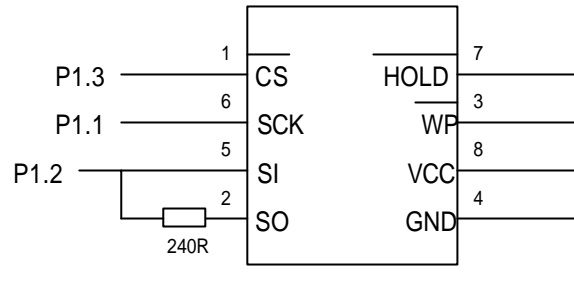 1 7
P1.3 CS HOLD
6 3
P1.1 SCK WP
5 8
P1.2 SI VCC
2 4
SO GND
240R